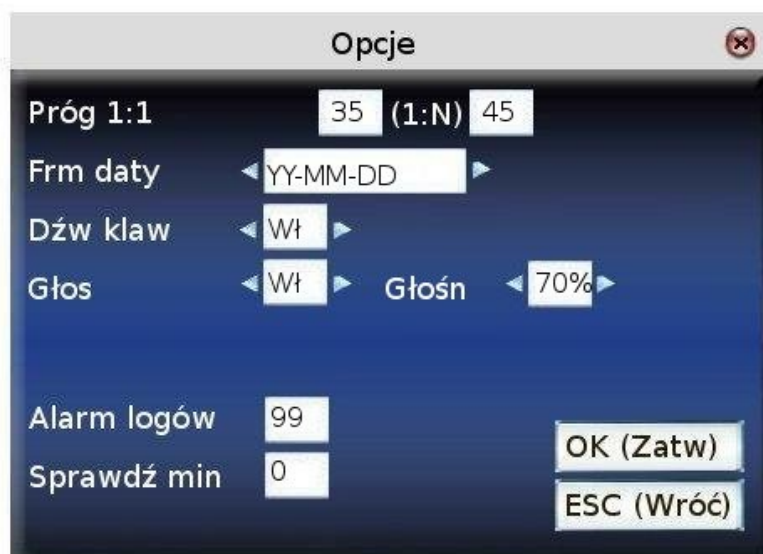 Opcje
Próg 1:1 35 (1:N) 45
Frm daty YY-MM-DD
Dźw klaw Wł
Głos Wł Głośn 70%
Alarm logów 99
Sprawdź min 0
OK (Zatw)
ESC (Wróć)